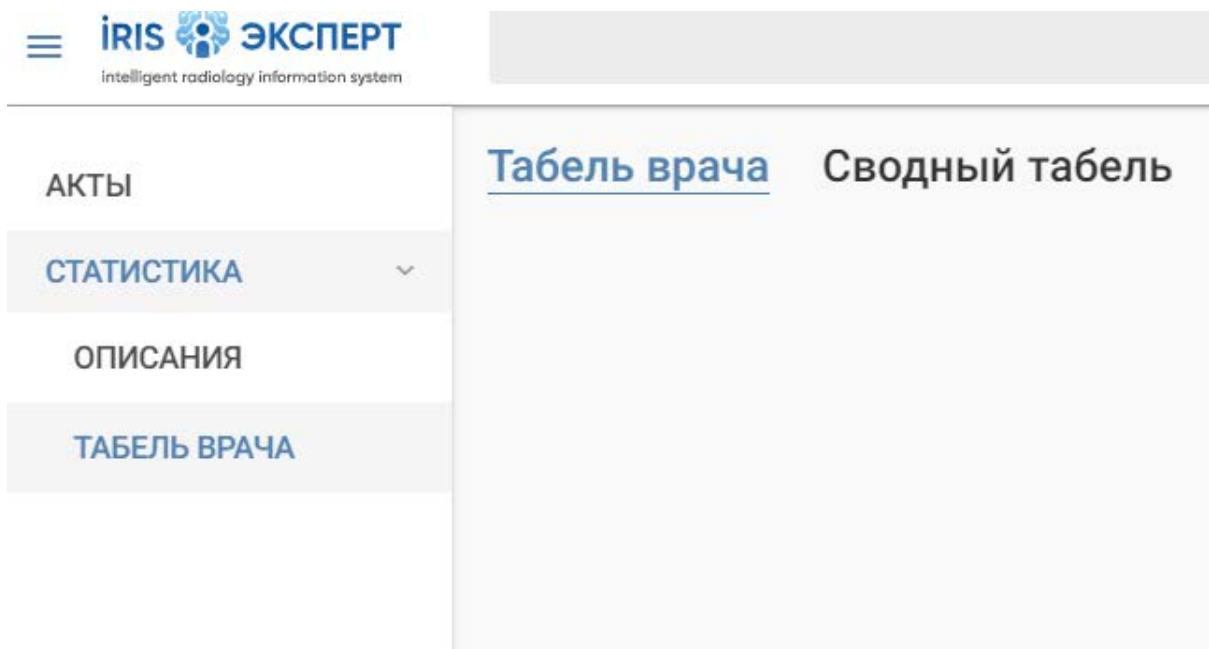 iRIS ЭКСПЕРТ
intelligent radiology information system
Табель врача Сводный табель
АКТЫ
СТАТИСТИКА
ОПИСАНИЯ
ТАБЕЛЬ ВРАЧА